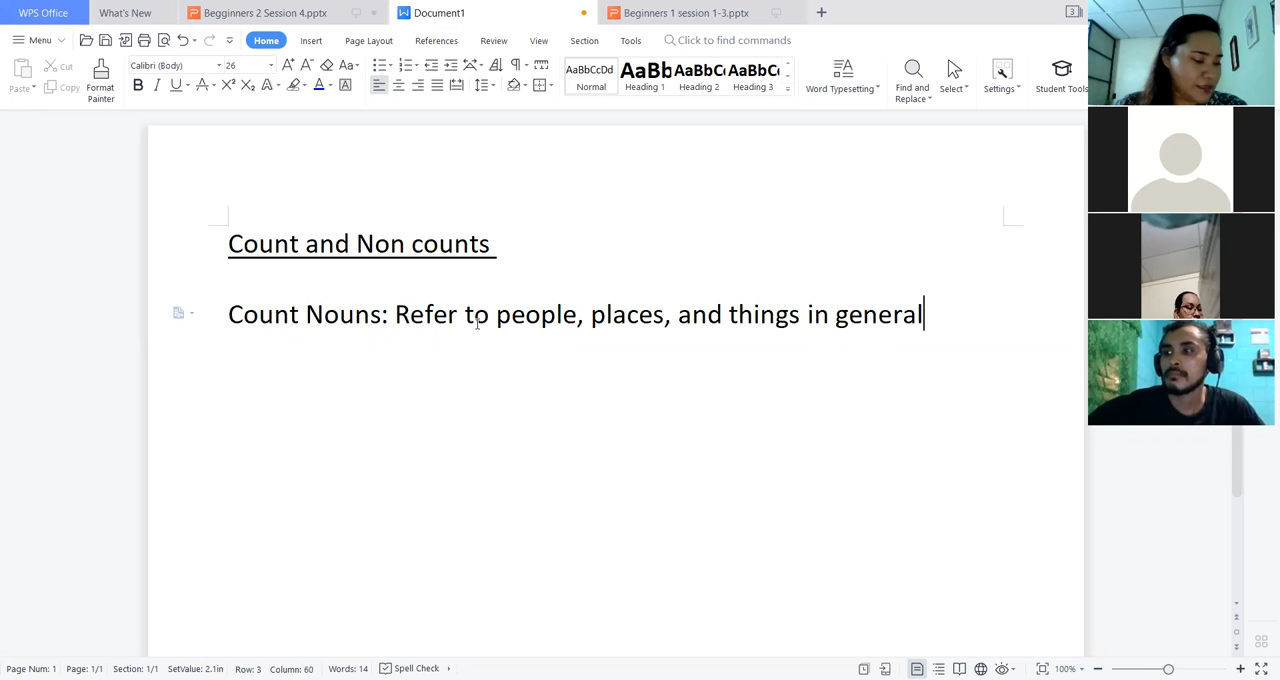 WPS Office What's New Begginners 2 Session 4.pptx Document1 Beginners 1 session 1-3.pptx 3
Menu Home Insert Page Layout References Review View Section Tools Click to find commands
Cut Calibri (Body) 26 AaBbCcDd AaBb AaBbC AaBbC
Paste Copy Format Painter Normal Heading 1 Heading 2 Heading 3 Word Typesetting Find and Replace Select Settings Student Tools
Count and Non counts
Count Nouns: Refer to people, places, and things in general
Page Num: 1 Page: 1/1 Section: 1/1 SetValue: 2.1in Row: 3 Column: 60 Words: 14 Spell Check 100%